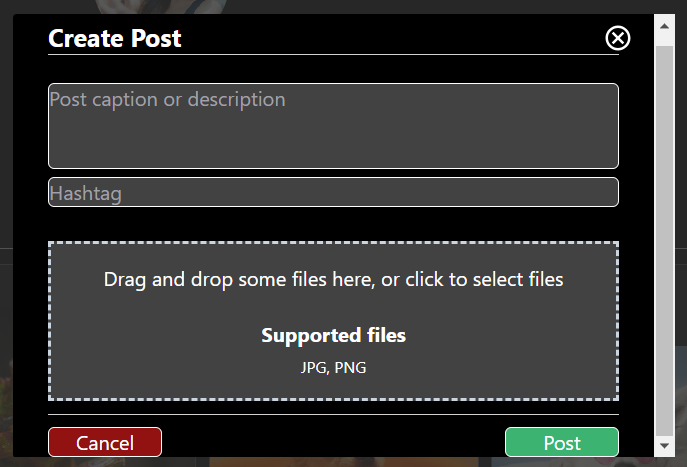 Create Post
Post caption or description
Hashtag
Drag and drop some files here, or click to select files
Supported files
JPG, PNG
Cancel
Post